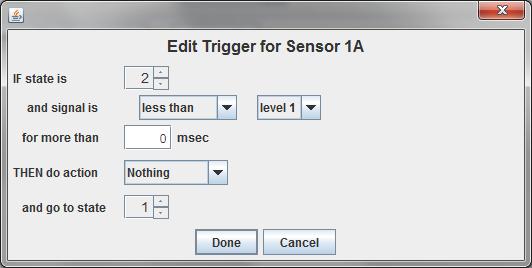 Edit Trigger for Sensor 1A
IF state is 2
and signal is less than level 1
for more than 0 msec
THEN do action Nothing
and go to state 1
Done Cancel